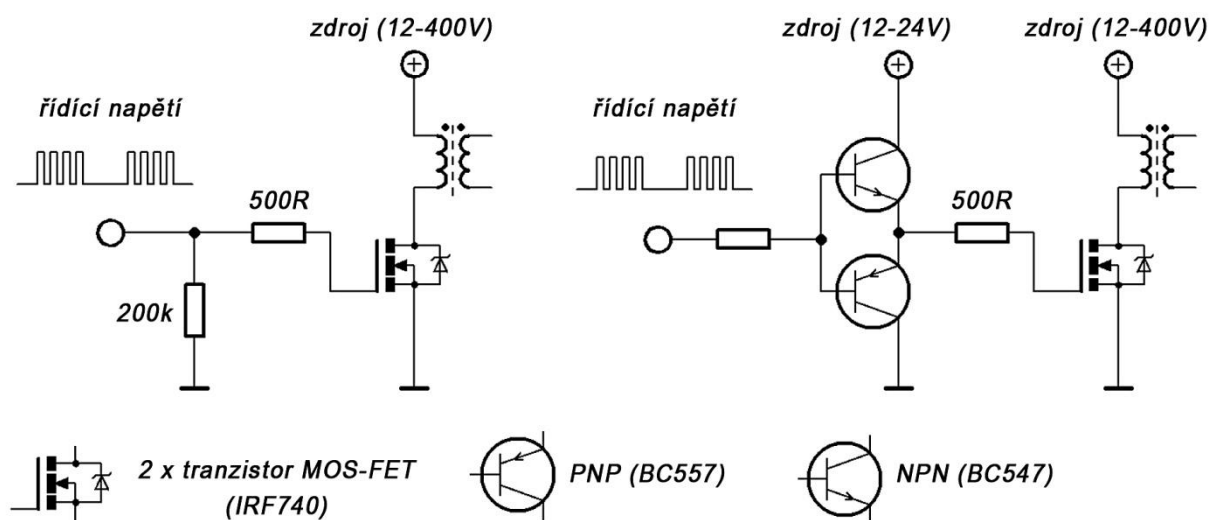 zdroj (12-400V)
řídící napětí
500R
200k
zdroj (12-24V)
zdroj (12-400V)
řídící napětí
500R
2 x tranzistor MOS-FET
(IRF740)
PNP (BC557)
NPN (BC547)